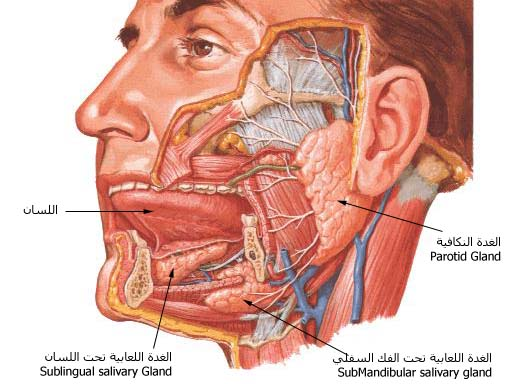 اللسان
الغدة النكافية
Parotid Gland
الغدة اللعابية تحت اللسان
Sublingual salivary Gland
الغدة اللعابية تحت الفك السفلي
SubMandibular salivary gland